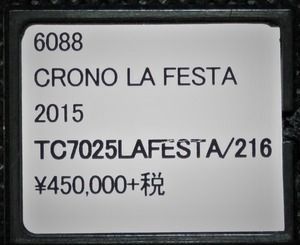 6088
CRONO LA FESTA
2015
TC7025LAFESTA/216
¥450,000+税